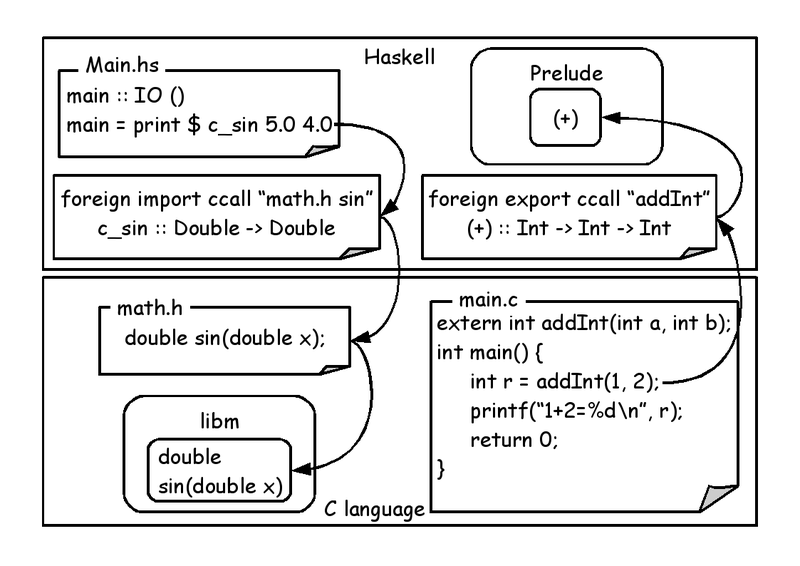 Haskell
Main.hs
main :: IO ()
main = print $ c_sin 5.0 4.0
Prelude
(+)
foreign import ccall “math.h sin”
c_sin :: Double -> Double
foreign export ccall “addInt”
(+) :: Int -> Int -> Int
math.h
double sin(double x);
libm
double
sin(double x)
main.c
extern int addInt(int a, int b);
int main() {
int r = addInt(1, 2);
printf(“1+2=%d\n”, r);
return 0;
}
C language